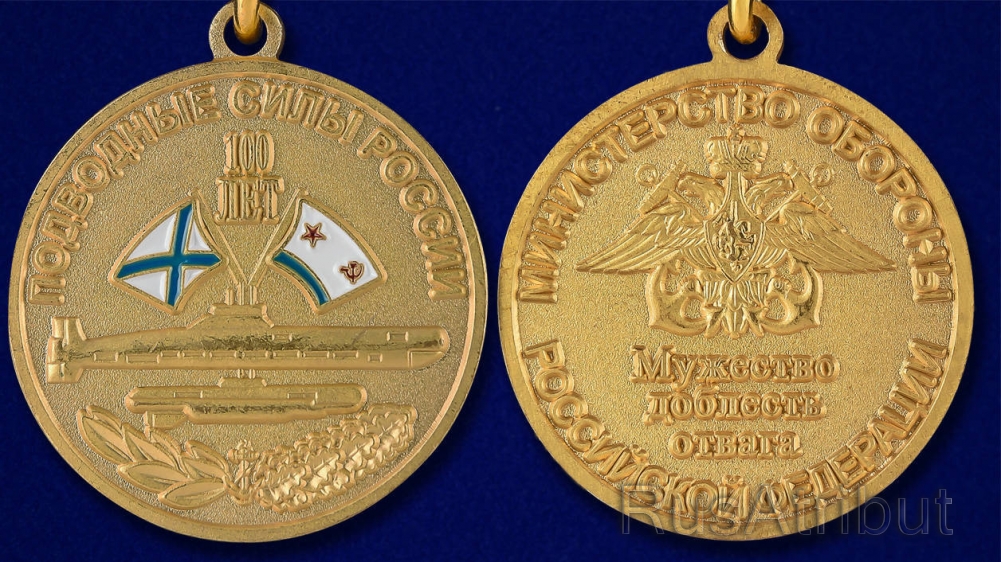 ПОДВОДНЫЕ СИЛЫ РОССИИ
100
ЛЕТ
МИНИСТЕРСТВО ОБОРОНЫ
РОССИЙСКОЙ ФЕДЕРАЦИИ
Мужество
доблесть
отвага
RusAtribut